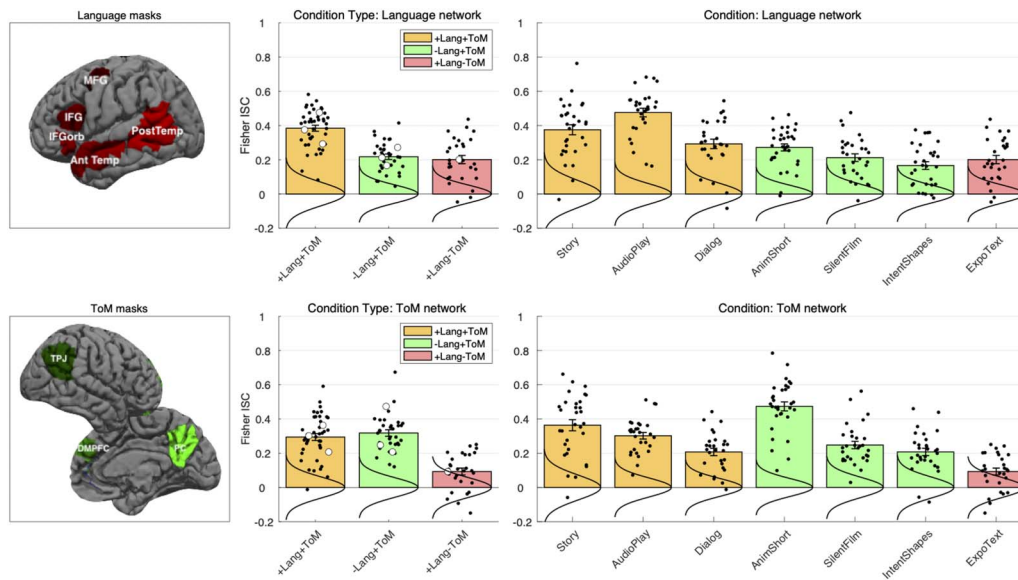 Language masks
MFG
IFG
IFGorb
PostTemp
Ant Temp
Condition Type: Language network
Fisher ISC
1
0.8
0.6
0.4
0.2
0
-0.2
+Lang+ToM
-Lang+ToM
+Lang-ToM
+Lang+ToM
-Lang+ToM
+Lang-ToM
Condition: Language network
1
0.8
0.6
0.4
0.2
0
-0.2
Story
AudioPlay
Dialog
AnimShort
SilentFilm
IntentShapes
ExpoText
ToM masks
TPJ
DMPFC
Condition Type: ToM network
Fisher ISC
1
0.8
0.6
0.4
0.2
0
-0.2
+Lang+ToM
-Lang+ToM
+Lang-ToM
+Lang+ToM
-Lang+ToM
+Lang-ToM
Condition: ToM network
1
0.8
0.6
0.4
0.2
0
-0.2
Story
AudioPlay
Dialog
AnimShort
SilentFilm
IntentShapes
ExpoText